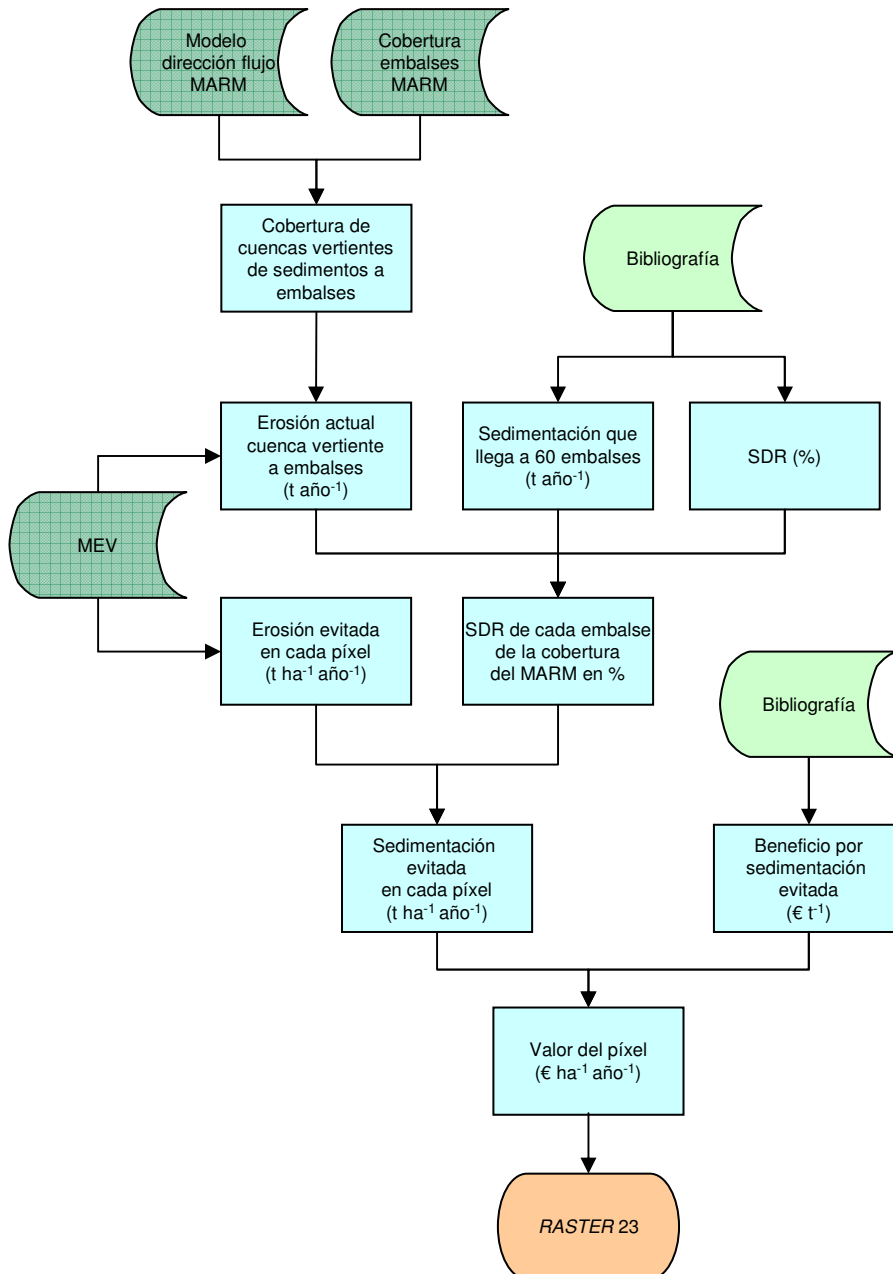 Modelo
dirección flujo
MARM
Cobertura
embalses
MARM
Cobertura de
cuencas vertientes
de sedimentos a
embalses
Bibliografía
Erosión actual
cuenca vertiente
a embalses
(t año⁻¹)
Sedimentación que
llega a 60 embalses
(t año⁻¹)
SDR (%)
MEV
Erosión evitada
en cada píxel
(t ha⁻¹ año⁻¹)
SDR de cada embalse
de la cobertura
del MARM en %
Bibliografía
Sedimentación
evitada
en cada píxel
(t ha⁻¹ año⁻¹)
Beneficio por
sedimentación
evitada
(€ t⁻¹)
Valor del píxel
(€ ha⁻¹ año⁻¹)
RASTER 23